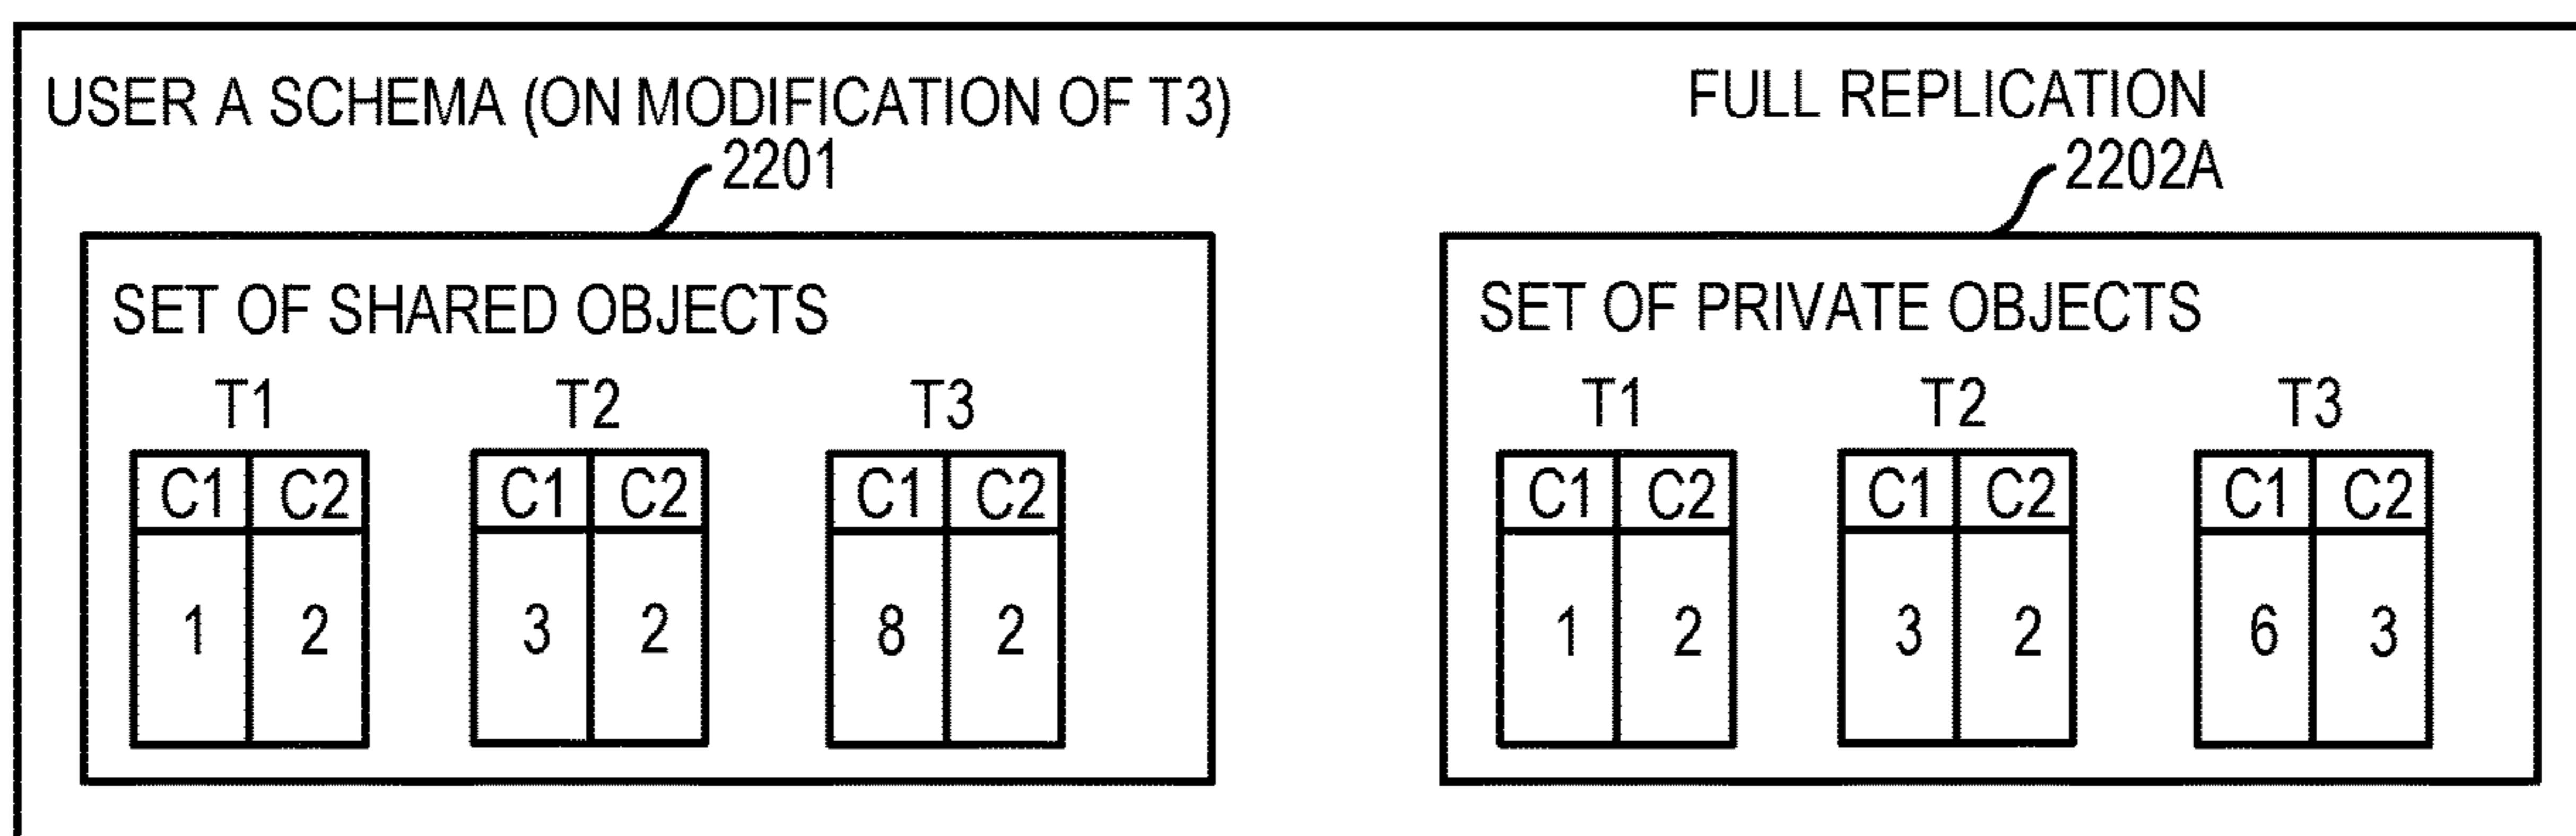 USER A SCHEMA (ON MODIFICATION OF T3)
FULL REPLICATION
2201
2202A
SET OF SHARED OBJECTS
T1 T2 T3
C1 C2 C1 C2 C1 C2
1 2 3 2 8 2
SET OF PRIVATE OBJECTS
T1 T2 T3
C1 C2 C1 C2 C1 C2
1 2 3 2 6 3